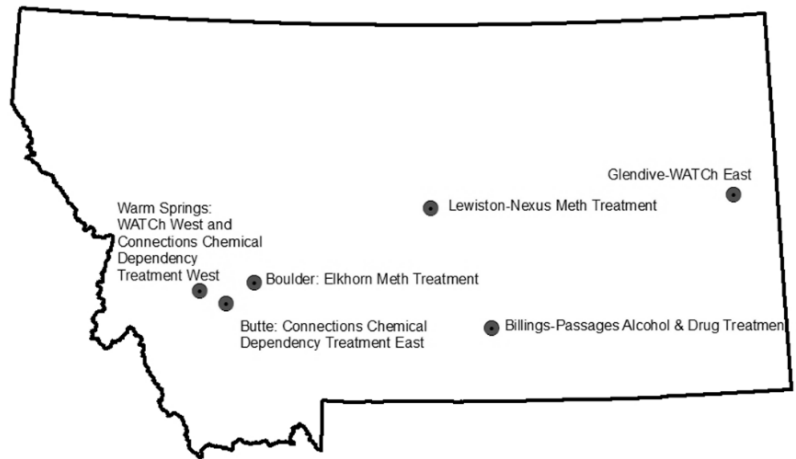 Glendive-WATCh East
Lewiston-Nexus Meth Treatment
Warm Springs:
WATCh West and
Connections Chemical
Dependency
Treatment West
Boulder: Elkhorn Meth Treatment
Butte: Connections Chemical
Dependency Treatment East
Billings-Passages Alcohol & Drug Treatmen